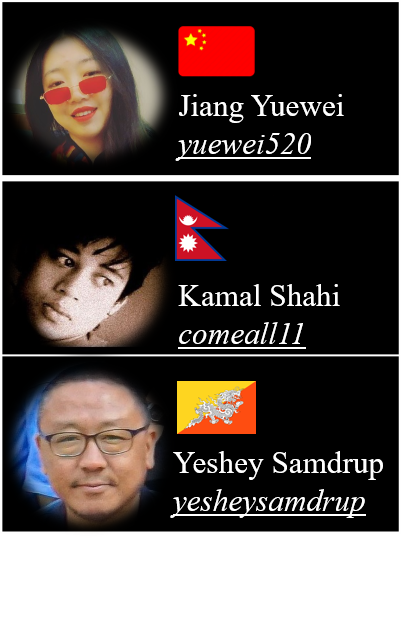 Jiang Yuewei
yuewei520
Kamal Shahi
comeall11
Yeshey Samdrup
yesheysamdrup